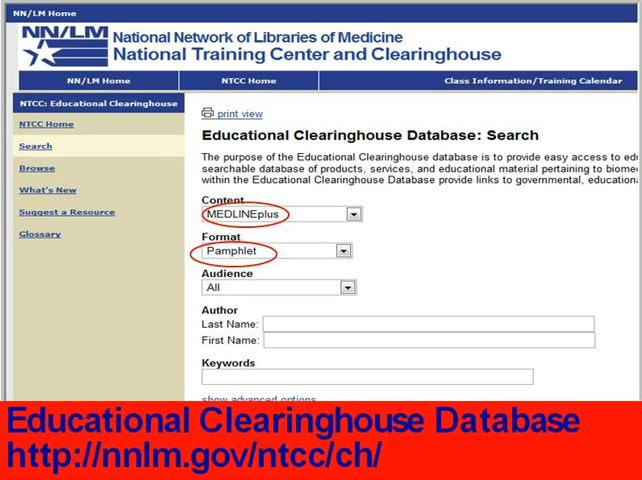 NN/LM Home
NN/LM
National Network of Libraries of Medicine
National Training Center and Clearinghouse
NN/LM Home
NTCC Home
Class Information/Training Calendar
NTCC: Educational Clearinghouse
NTCC Home
Search
Browse
What's New
Suggest a Resource
Glossary
print view
Educational Clearinghouse Database: Search
The purpose of the Educational Clearinghouse database is to provide easy access to
searchable database of products, services, and educational material pertaining to
within the Educational Clearinghouse Database provide links to governmental,
Content
MEDLINEplus
Format
Pamphlet
Audience
All
Author
Last Name:
First Name:
Keywords
show advanced options
Educational Clearinghouse Database
http://nnlm.gov/ntcc/ch/